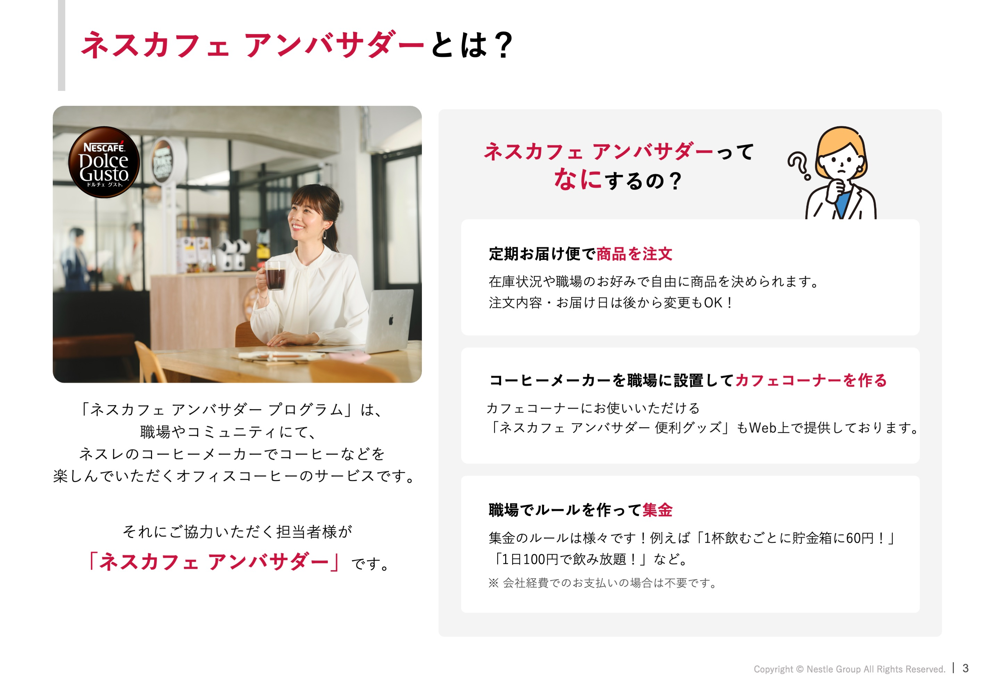 ネスカフェ アンバサダーとは？
NESCAFÉ
Dolce
Gusto
ドルチェ グスト
「ネスカフェ アンバサダー プログラム」は、
職場やコミュニティにて、
ネスレのコーヒーメーカーでコーヒーなどを
楽しんでいただくオフィスコーヒーのサービスです。
それにご協力いただく担当者様が
「ネスカフェ アンバサダー」です。
ネスカフェ アンバサダーって
なにするの？
定期お届け便で商品を注文
在庫状況や職場のお好みで自由に商品を決められます。
注文内容・お届け日は後から変更もOK！
コーヒーメーカーを職場に設置してカフェコーナーを作る
カフェコーナーにお使いいただける
「ネスカフェ アンバサダー 便利グッズ」もWeb上で提供しております。
職場でルールを作って集金
集金のルールは様々です！例えば「1杯飲むごとに貯金箱に60円！」
「1日100円で飲み放題！」など。
※ 会社経費でのお支払いの場合は不要です。
Copyright © Nestle Group All Rights Reserved. | 3